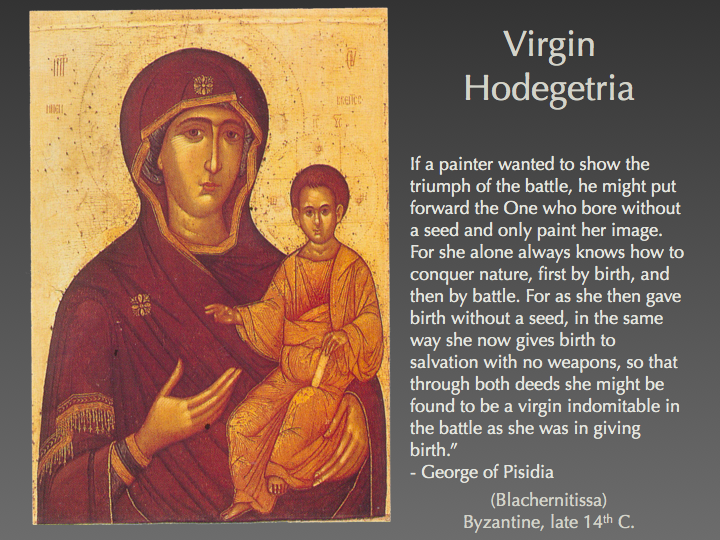 Virgin
Hodegetria
If a painter wanted to show the
triumph of the battle, he might put
forward the One who bore without
a seed and only paint her image.
For she alone always knows how to
conquer nature, first by birth, and
then by battle. For as she then gave
birth without a seed, in the same
way she now gives birth to
salvation with no weapons, so that
through both deeds she might be
found to be a virgin indomitable in
the battle as she was in giving
birth.”
- George of Pisidia
(Blachernitissa)
Byzantine, late 14th C.